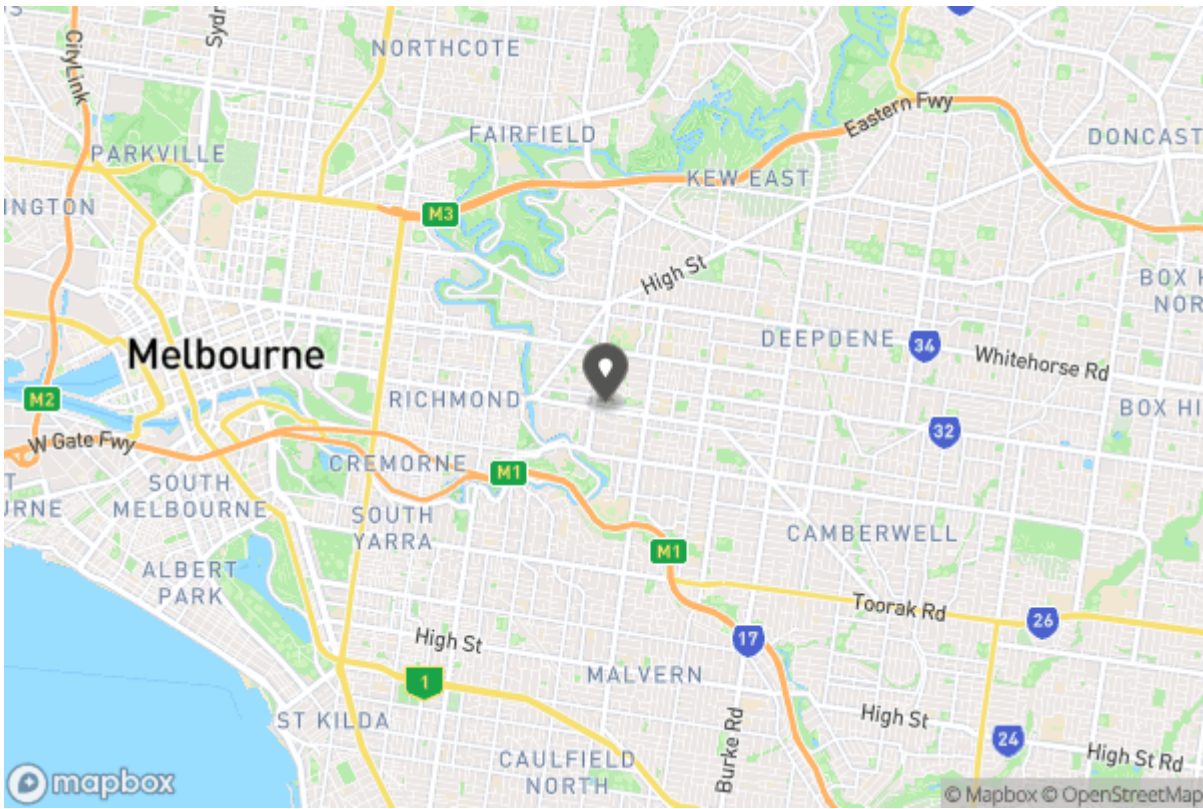 S
CityLink
Syd
NORTHCOTE
Eastern Fwy
FAIRFIELD
DONCAST
PARKVILLE
KEW EAST
INGTON
M3
High St
BOX H
NOR
DEEPDENE
34
Melbourne
Whitehorse Rd
M2
RICHMOND
BOX HI
32
W Gate Fwy
CREMORNE
M1
T
URNE
SOUTH
MELBOURNE
SOUTH
YARRA
CAMBERWELL
M1
ALBERT
PARK
Toorak Rd
26
17
High St
MALVERN
1
ST KILDA
Burke Rd
High St
24
High St Rd
CAULFIELD
NORTH
mapbox
© Mapbox © OpenStreetMap